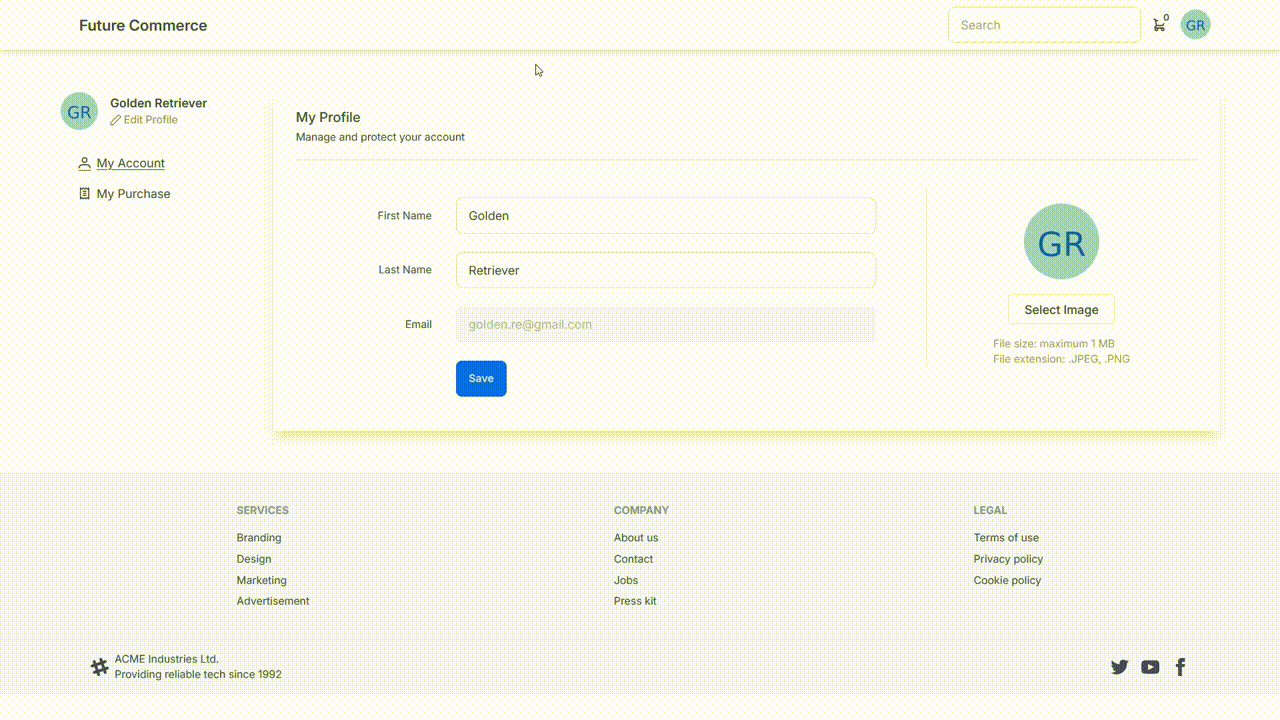 Future Commerce
Search
0
GR
GR
Golden Retriever
Edit Profile
My Account
My Purchase
My Profile
Manage and protect your account
First Name
Golden
Last Name
Retriever
Email
golden.re@gmail.com
Save
GR
Select Image
File size: maximum 1 MB
File extension: .JPEG, .PNG
SERVICES
Branding
Design
Marketing
Advertisement
COMPANY
About us
Contact
Jobs
Press kit
LEGAL
Terms of use
Privacy policy
Cookie policy
ACME Industries Ltd.
Providing reliable tech since 1992